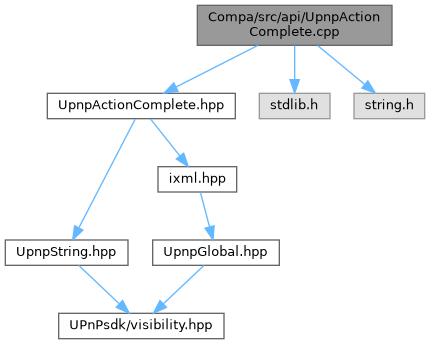 Compa/src/api/UpnpAction
Complete.cpp
UpnpActionComplete.hpp
stdlib.h
string.h
ixml.hpp
UpnpString.hpp
UpnpGlobal.hpp
UPnPsdk/visibility.hpp